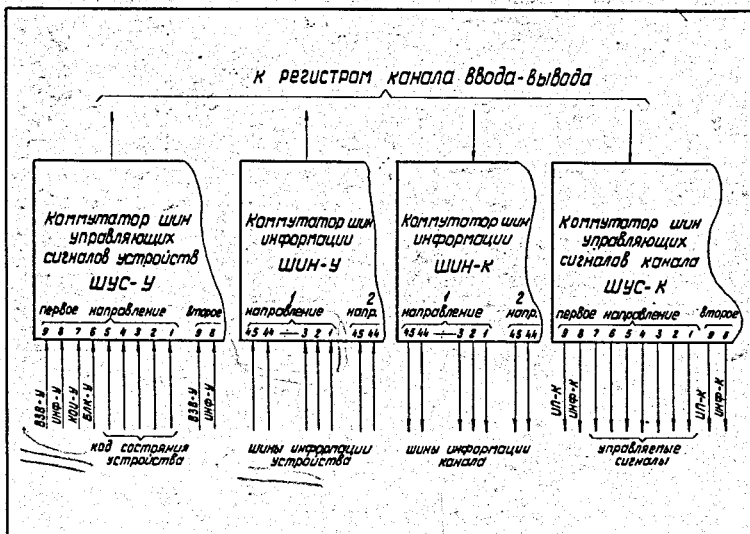 к регистрам канала ввода-вывода
Коммутатор шин
управляющих
сигналов устройств
ШУС-У
первое направление второе
9 8 7 6 5 4 3 2 1 9 8
ВЗВ-У ИНФ-У КОИ-У БЛК-У ВЗВ-У ИНФ-У
код состояния
устройства
Коммутатор шин
информации
ШИН-У
1 2
направление напр.
45 44 ÷ 3 2 1 45 44
шины информации
устройства
Коммутатор шин
информации
ШИН-К
1 2
направление напр.
45 44 ÷ 3 2 1 45 44
шины информации
канала
Коммутатор шин
управляющих
сигналов канала
ШУС-К
первое направление второе
9 8 7 6 5 4 3 2 1 9 8
ИП-К ИНФ-К ИП-К ИНФ-К
управляемые
сигналы